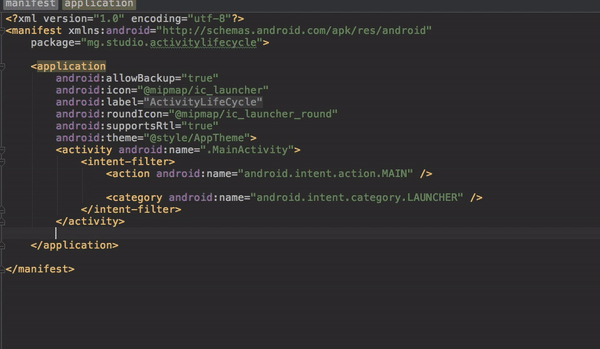 manifest application
<?xml version="1.0" encoding="utf-8"?>
<manifest xmlns:android="http://schemas.android.com/apk/res/android"
package="mg.studio.activitylifecycle">
<application
android:allowBackup="true"
android:icon="@mipmap/ic_launcher"
android:label="ActivityLifeCycle"
android:roundIcon="@mipmap/ic_launcher_round"
android:supportsRtl="true"
android:theme="@style/AppTheme">
<activity android:name=".MainActivity">
<intent-filter>
<action android:name="android.intent.action.MAIN" />
<category android:name="android.intent.category.LAUNCHER" />
</intent-filter>
</activity>
</application>
</manifest>